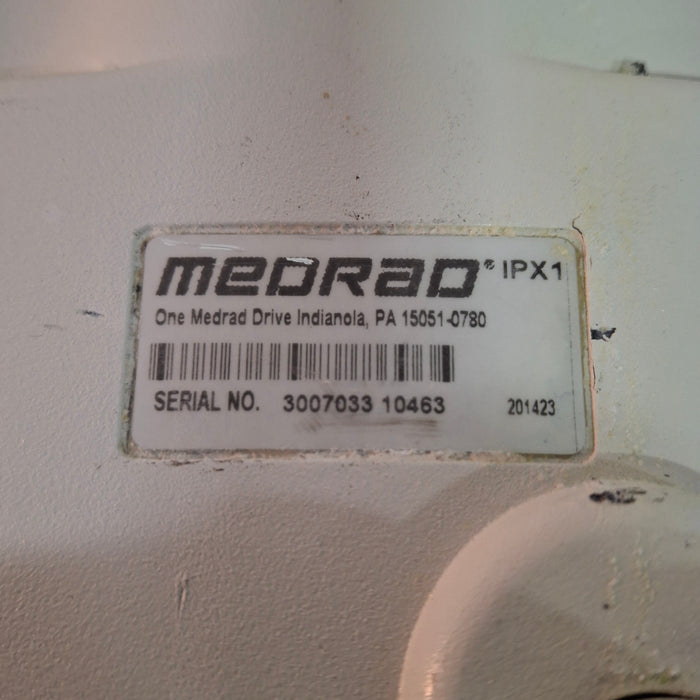 MEDRAD® IPX1
One Medrad Drive Indianola, PA 15051-0780
SERIAL NO. 3007033 10463 201423